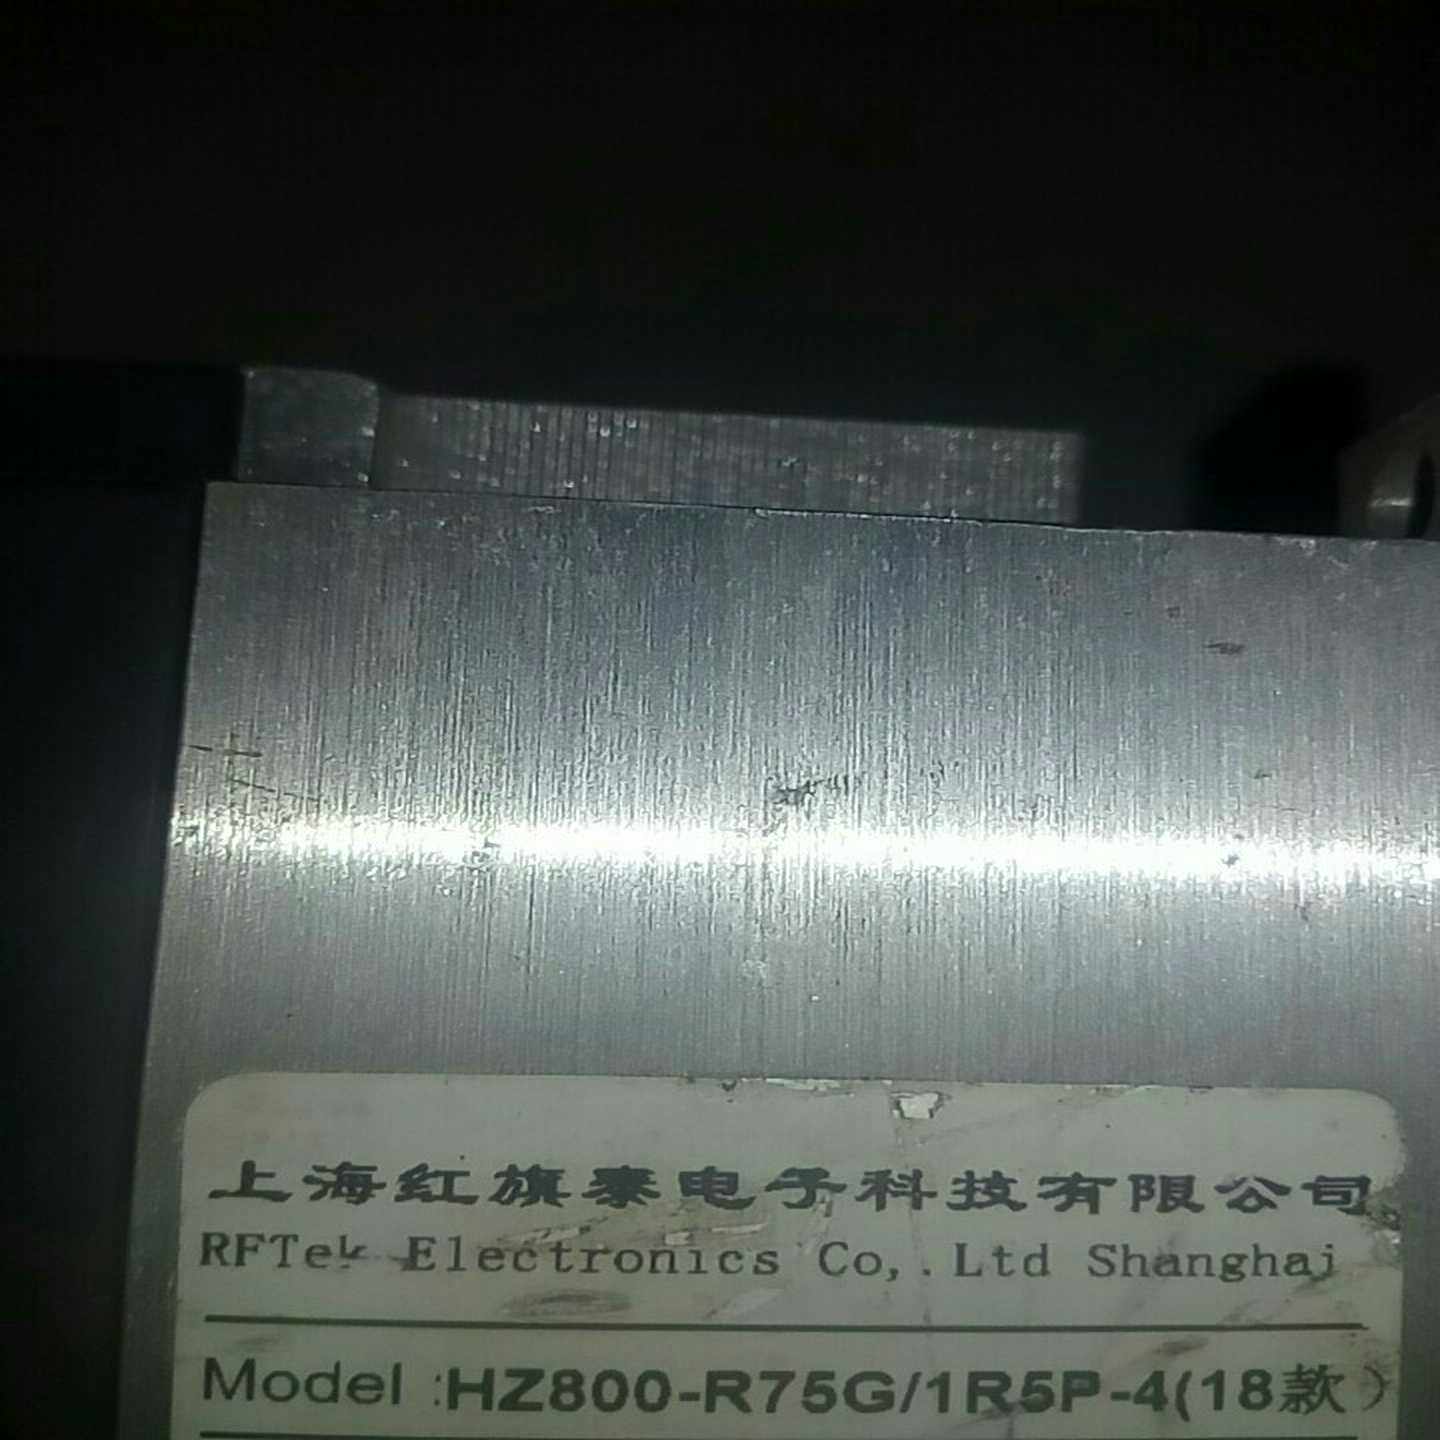 上海红旗泰电子科技有限公司
RFTek Electronics Co,.Ltd Shanghai
Model :HZ800-R75G/1R5P-4(18款)